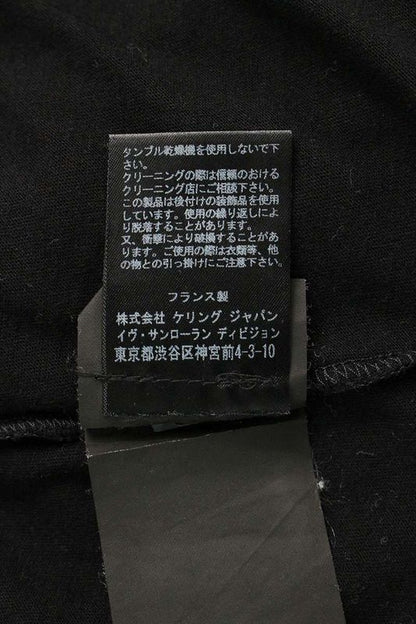 タンブル乾燥機を使用しないで下
さい。
クリーニングの際は信頼のおける
クリーニング店にご相談下さい。
この製品は後付けの装飾品を使用
しています。使用の繰り返しによ
り脱落することがあります。
又、衝撃により破損することがあ
ります。ご使用の際は衣類等、他
の物との引っ掛けにご注意下さい。
フランス製
株式会社 ケリング ジャパン
イヴ・サンローラン ディビジョン
東京都渋谷区神宮前4-3-10